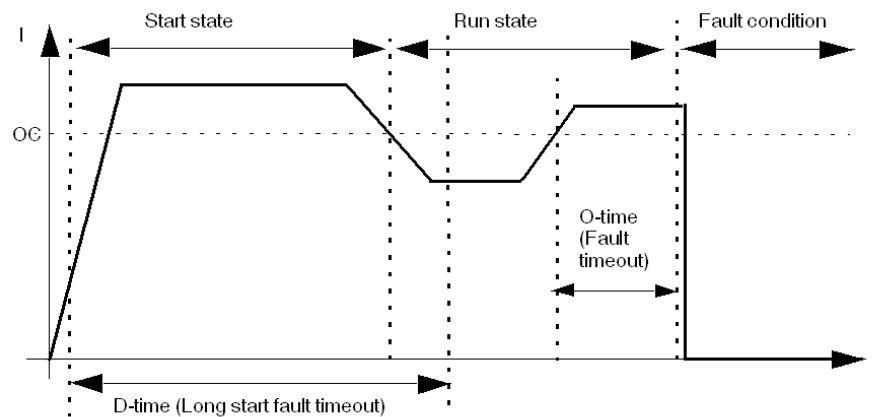 Start state
Run state
Fault condition
I
OC
O-time
(Fault
timeout)
D-time (Long start fault timeout)